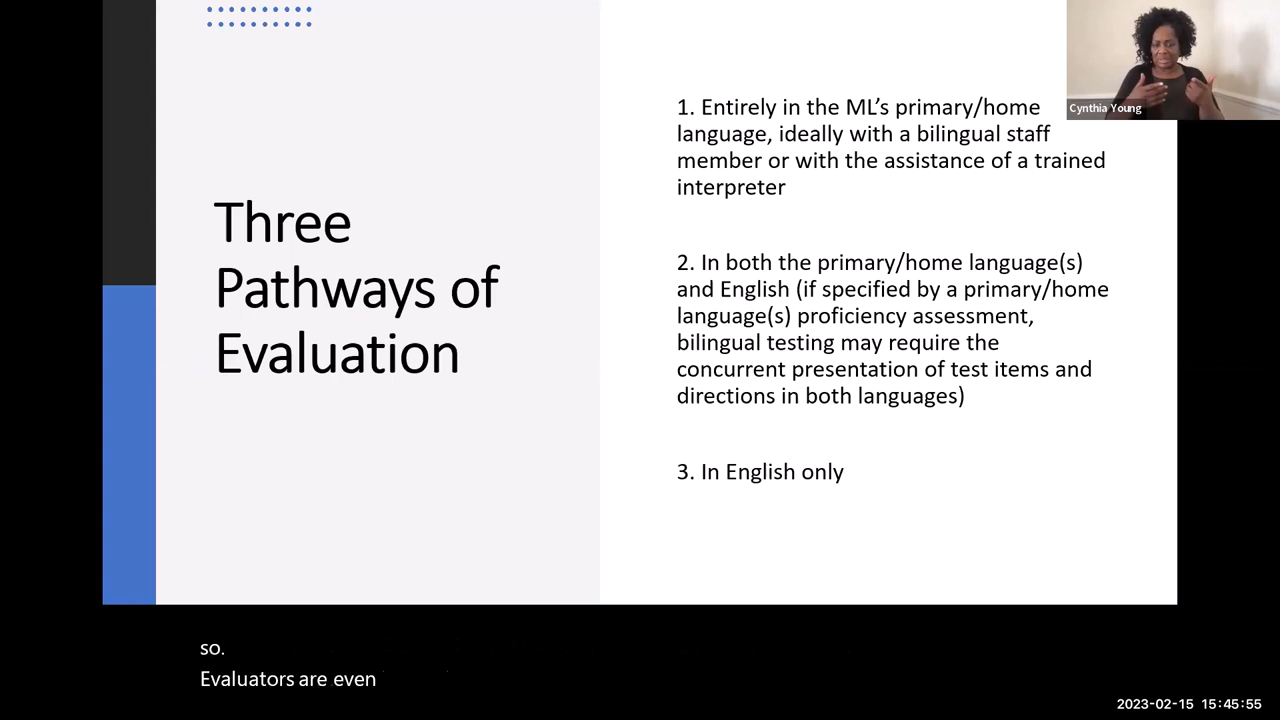 Three
Pathways of
Evaluation
1. Entirely in the ML’s primary/home
language, ideally with a bilingual staff
member or with the assistance of a trained
interpreter
2. In both the primary/home language(s)
and English (if specified by a primary/home
language(s) proficiency assessment,
bilingual testing may require the
concurrent presentation of test items and
directions in both languages)
3. In English only
Cynthia Young
so.
Evaluators are even
2023-02-15 15:45:55